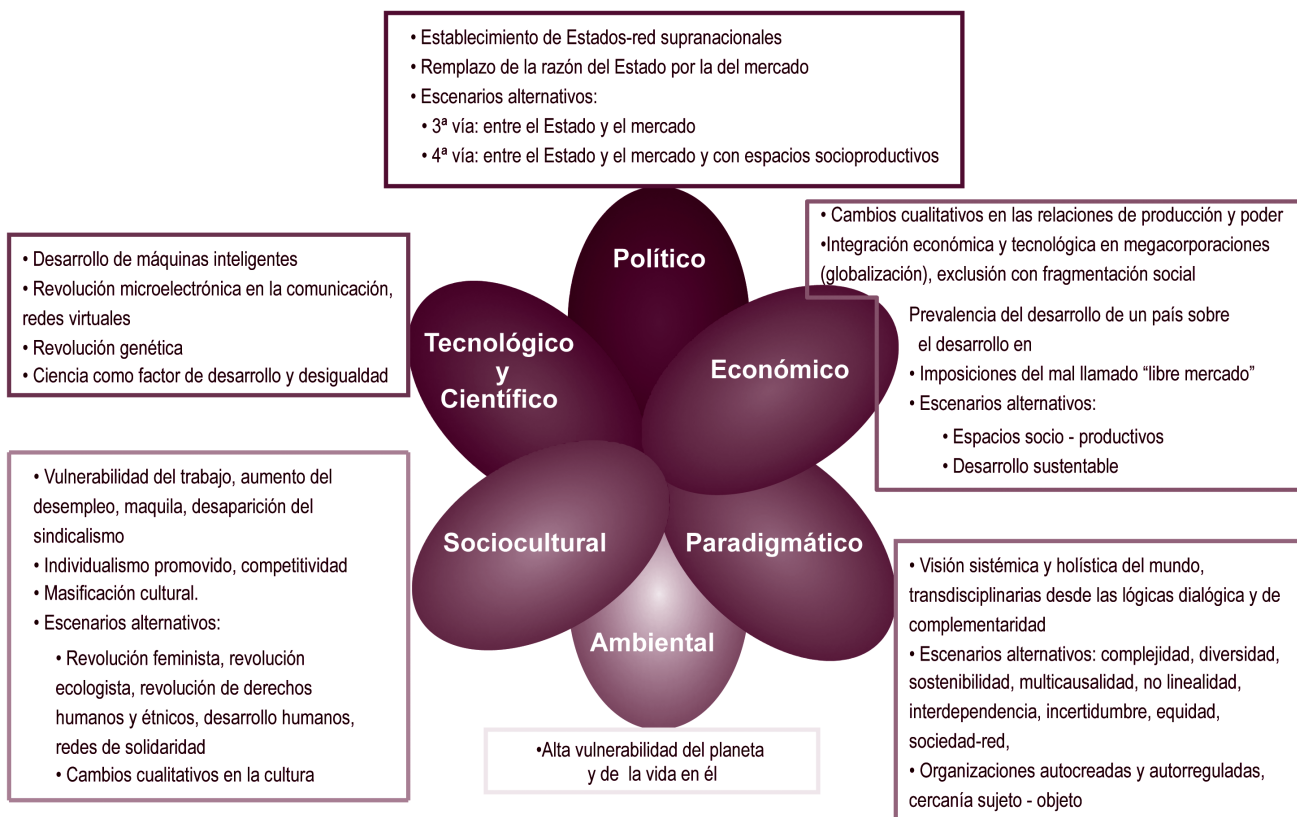 • Establecimiento de Estados-red supranacionales
• Remplazo de la razón del Estado por la del mercado
• Escenarios alternativos:
• 3ª vía: entre el Estado y el mercado
• 4ª vía: entre el Estado y el mercado y con espacios socioproductivos
Político
• Cambios cualitativos en las relaciones de producción y poder
•Integración económica y tecnológica en megacorporaciones
(globalización), exclusión con fragmentación social
Prevalencia del desarrollo de un país sobre
el desarrollo en
• Imposiciones del mal llamado “libre mercado”
• Escenarios alternativos:
• Espacios socio - productivos
• Desarrollo sustentable
Económico
• Desarrollo de máquinas inteligentes
• Revolución microelectrónica en la comunicación,
redes virtuales
• Revolución genética
• Ciencia como factor de desarrollo y desigualdad
Tecnológico
y
Científico
• Vulnerabilidad del trabajo, aumento del
desempleo, maquila, desaparición del
sindicalismo
• Individualismo promovido, competitividad
• Masificación cultural.
• Escenarios alternativos:
• Revolución feminista, revolución
ecologista, revolución de derechos
humanos y étnicos, desarrollo humanos,
redes de solidaridad
• Cambios cualitativos en la cultura
Sociocultural
Paradigmático
• Visión sistémica y holística del mundo,
transdisciplinarias desde las lógicas dialógica y de
complementaridad
• Escenarios alternativos: complejidad, diversidad,
sostenibilidad, multicausalidad, no linealidad,
interdependencia, incertidumbre, equidad,
sociedad-red,
• Organizaciones autocreadas y autorreguladas,
cercanía sujeto - objeto
Ambiental
•Alta vulnerabilidad del planeta
y de la vida en él